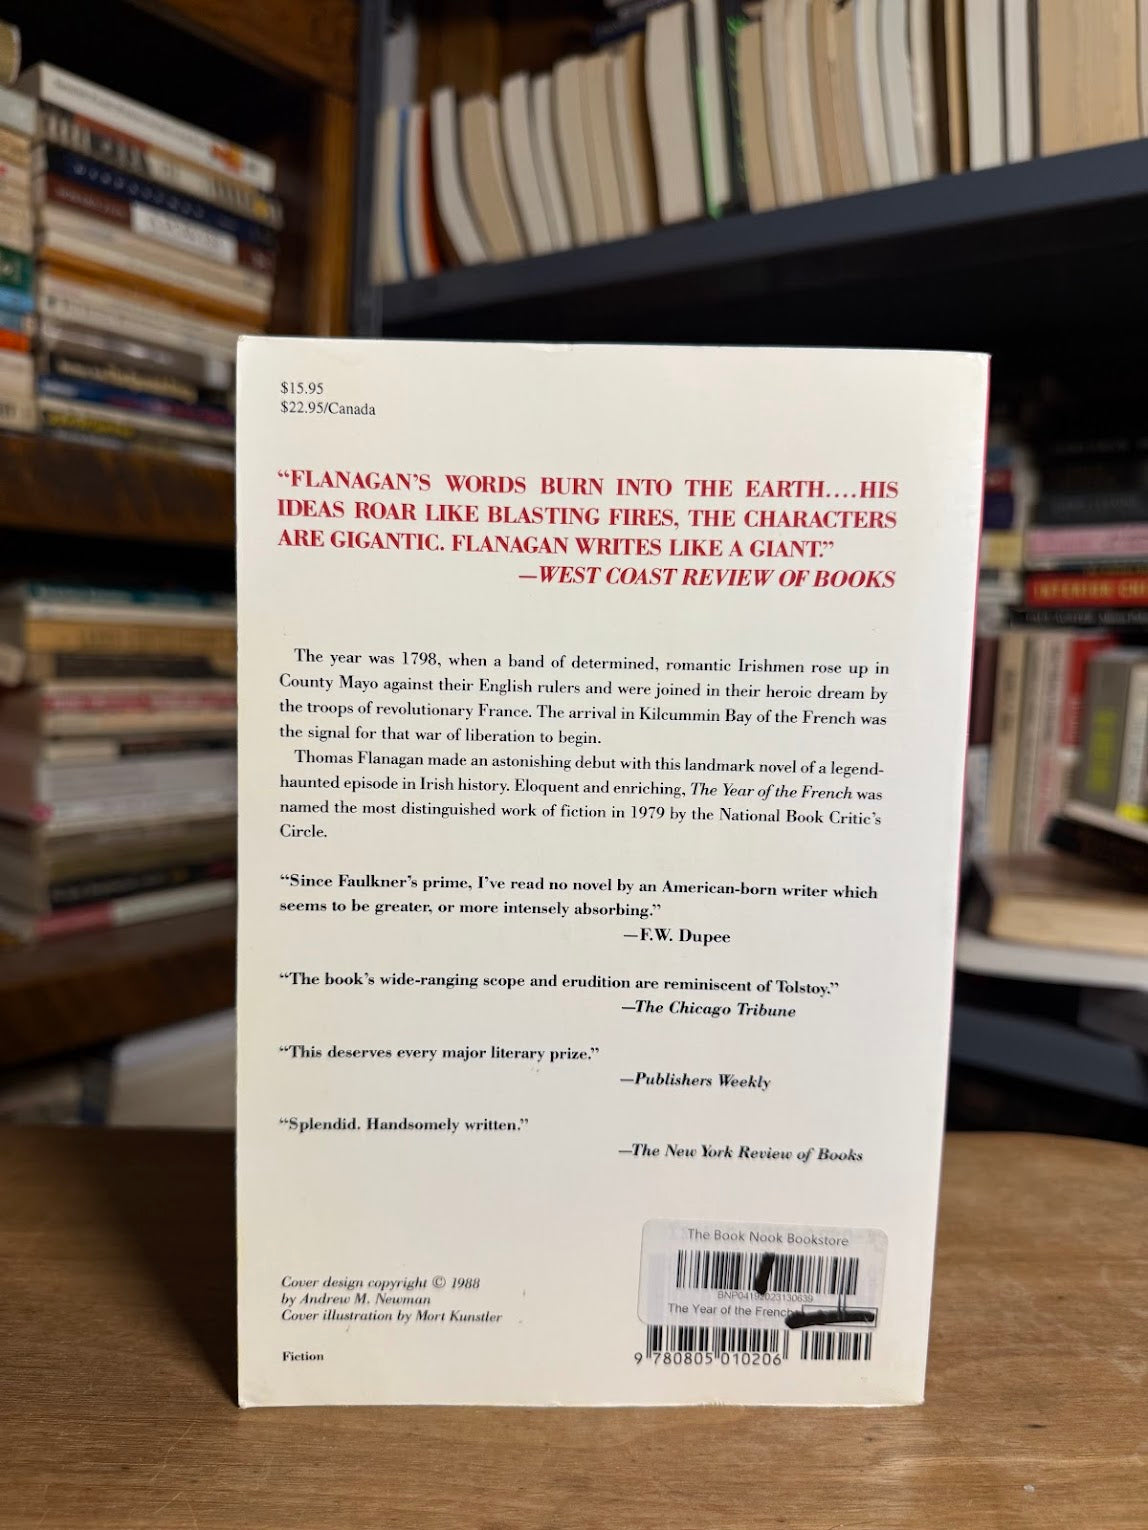 $15.95
$22.95/Canada
“FLANAGAN’S WORDS BURN INTO THE EARTH....HIS
IDEAS ROAR LIKE BLASTING FIRES, THE CHARACTERS
ARE GIGANTIC. FLANAGAN WRITES LIKE A GIANT.”
—WEST COAST REVIEW OF BOOKS
The year was 1798, when a band of determined, romantic Irishmen rose up in
County Mayo against their English rulers and were joined in their heroic dream by
the troops of revolutionary France. The arrival in Kilcummin Bay of the French was
the signal for that war of liberation to begin.
Thomas Flanagan made an astonishing debut with this landmark novel of a legend-
haunted episode in Irish history. Eloquent and enriching, The Year of the French was
named the most distinguished work of fiction in 1979 by the National Book Critic’s
Circle.
“Since Faulkner’s prime, I’ve read no novel by an American-born writer which
seems to be greater, or more intensely absorbing.”
—F.W. Dupee
“The book’s wide-ranging scope and erudition are reminiscent of Tolstoy.”
—The Chicago Tribune
“This deserves every major literary prize.”
—Publishers Weekly
“Splendid. Handsomely written.”
—The New York Review of Books
The Book Nook Bookstore
The Year of the French
Cover design copyright © 1988
by Andrew M. Newman
Cover illustration by Mort Kunstler
Fiction
9 780805 010206